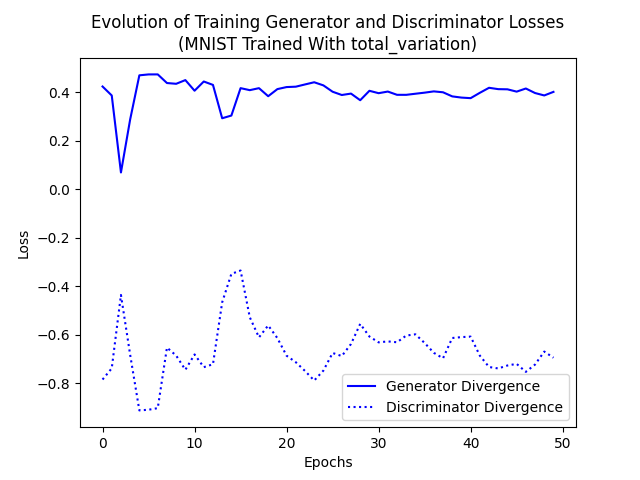 Evolution of Training Generator and Discriminator Losses
(MNIST Trained With total_variation)
Loss
0.4
0.2
0.0
−0.2
−0.4
−0.6
−0.8
Generator Divergence
Discriminator Divergence
0 10 20 30 40 50
Epochs